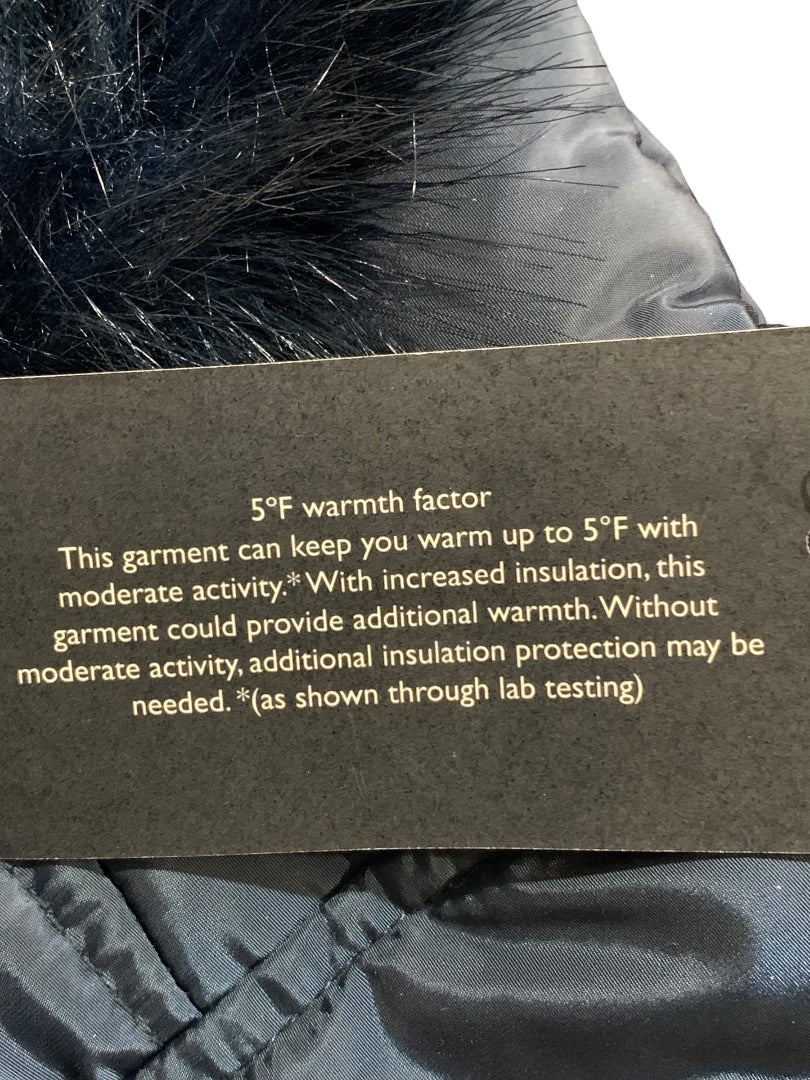 5°F warmth factor
This garment can keep you warm up to 5°F with
moderate activity.* With increased insulation, this
garment could provide additional warmth. Without
moderate activity, additional insulation protection may be
needed. *(as shown through lab testing)